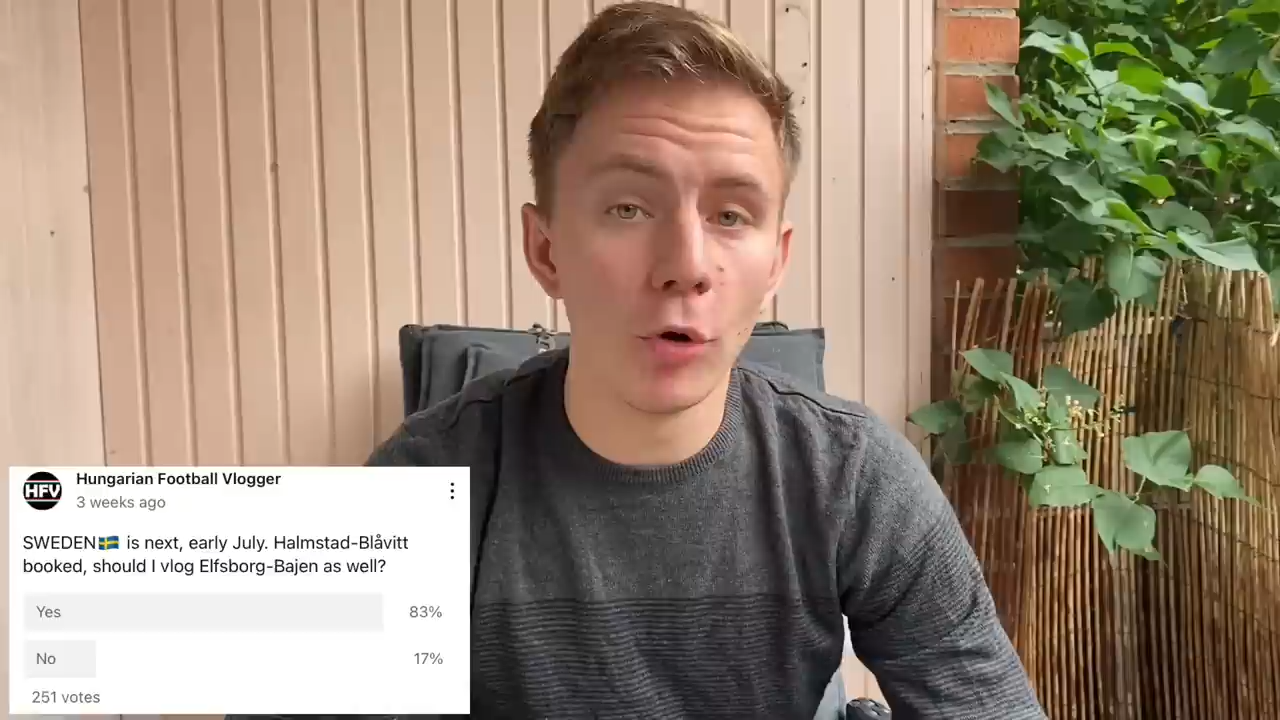 HFV
Hungarian Football Vlogger
3 weeks ago
SWEDEN🇸🇪 is next, early July. Halmstad-Blåvitt
booked, should I vlog Elfsborg-Bajen as well?
Yes 83%
No 17%
251 votes